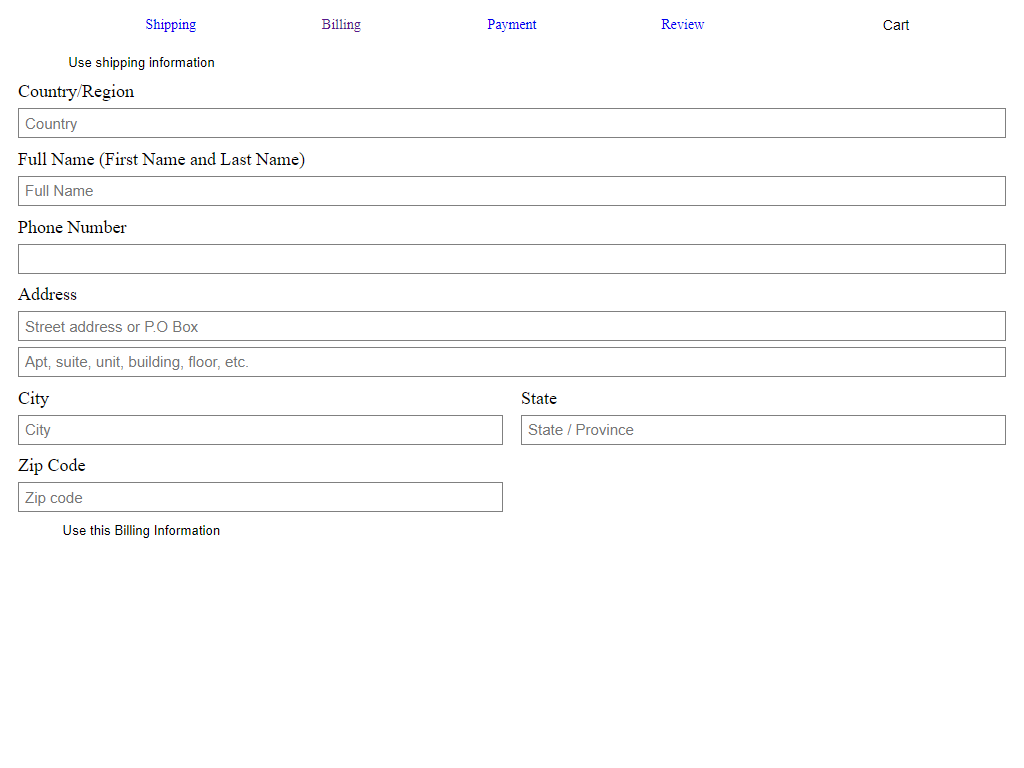 Shipping Billing Payment Review Cart
Use shipping information
Country/Region
Country
Full Name (First Name and Last Name)
Full Name
Phone Number
Address
Street address or P.O Box
Apt, suite, unit, building, floor, etc.
City State
City State / Province
Zip Code
Zip code
Use this Billing Information